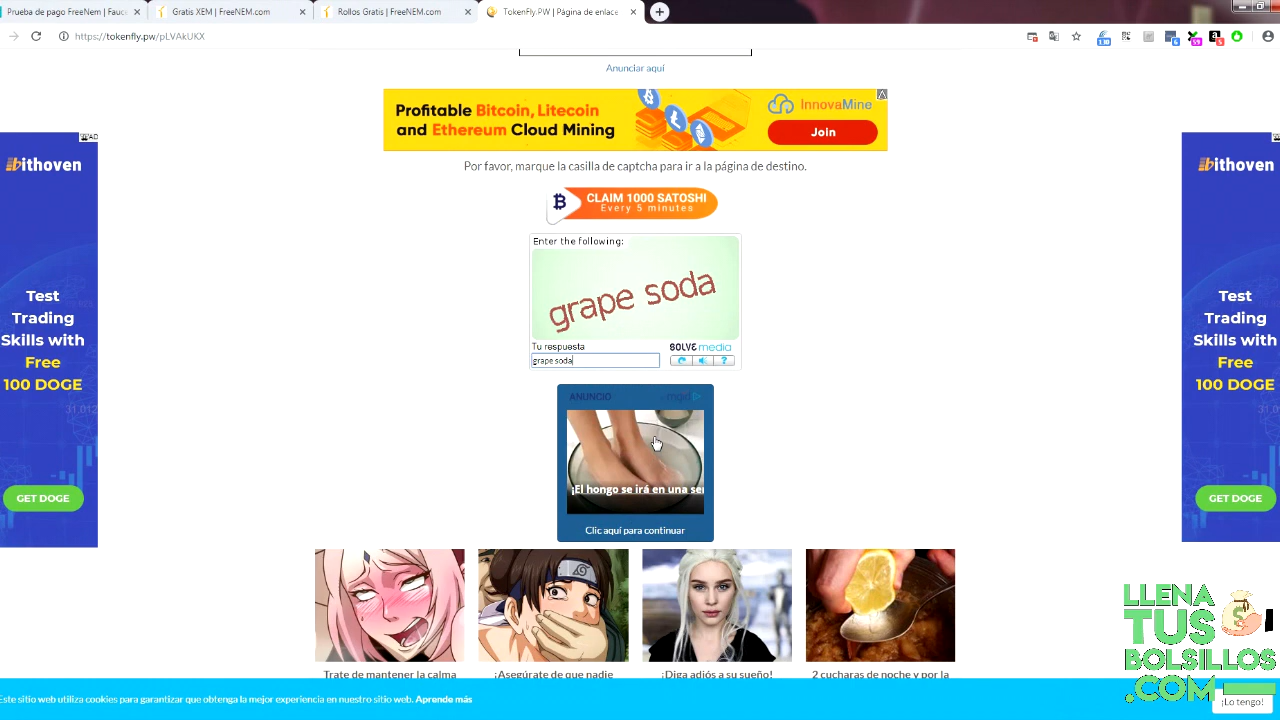 Prueba de pago FreeNem | Fauc
Gratis XEM | FreeNEM.com
Rollos Gratis | FreeNEM.com
TokenFly.PW | Página de enlace
https://tokenfly.pw/pLVAkUKX
Anunciar aquí
Profitable Bitcoin, Litecoin
and Ethereum Cloud Mining
InnovaMine
Join
Por favor, marque la casilla de captcha para ir a la página de destino.
CLAIM 1000 SATOSHI
Every 5 minutes
Enter the following:
grape soda
Tu respuesta
SOLVE media
grape soda
AD
bithoven
Test
Trading
Skills with
Free
100 DOGE
31.012
GET DOGE
bithoven
Test
Trading
Skills with
Free
100 DOGE
GET DOGE
ANUNCIO
mgid
¡El hongo se irá en una se
Clic aquí para continuar
Trate de mantener la calma
¡Asegúrate de que nadie
¡Diga adiós a su sueño!
2 cucharas de noche y por la
LLENA
TUS
BOLSILLOS
.COM
Este sitio web utiliza cookies para garantizar que obtenga la mejor experiencia en nuestro sitio web. Aprende más
¡Lo tengo!